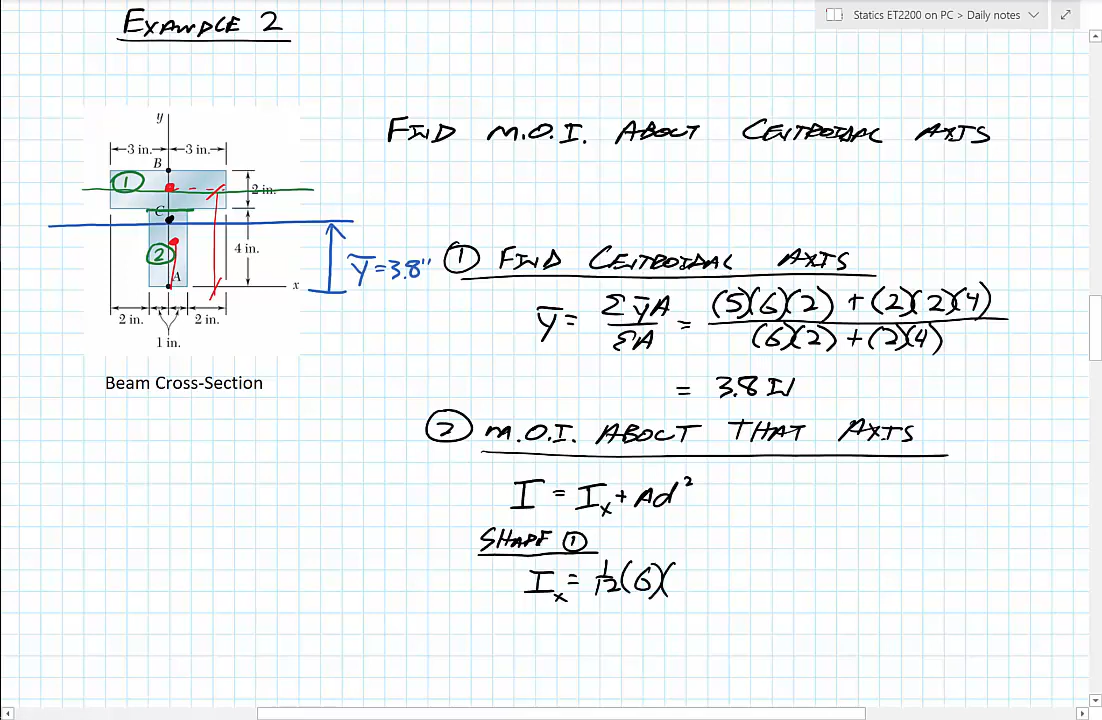 Statics ET2200 on PC > Daily notes
EXAMPLE 2
FIND M.O.I. ABOUT CENTROIDAL AXIS
y
3 in. 3 in.
B
1
2 in.
C
2
4 in.
A
x
Y̅=3.8"
2 in. 2 in.
1 in.
Beam Cross-Section
① FIND CENTROIDAL AXIS
Y̅ = Σy̅A/ΣA = (5)(6)(2) + (2)(2)(4)/(6)(2) + (2)(4)
= 3.8 IN
② M.O.I. ABOUT THAT AXIS
I = Iₓ + Ad²
SHAPE ①
Iₓ = 1/12(6)(